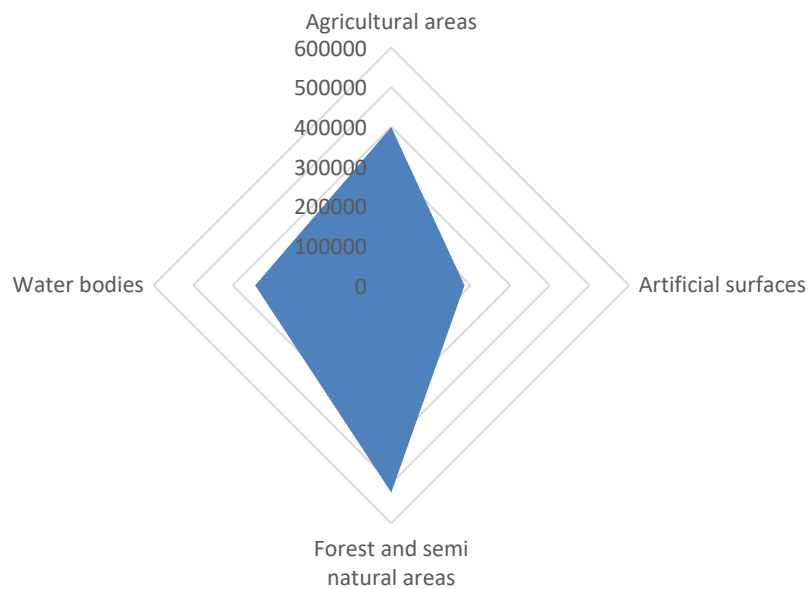 Agricultural areas
600000
500000
400000
300000
200000
100000
0
Water bodies
Artificial surfaces
Forest and semi
natural areas